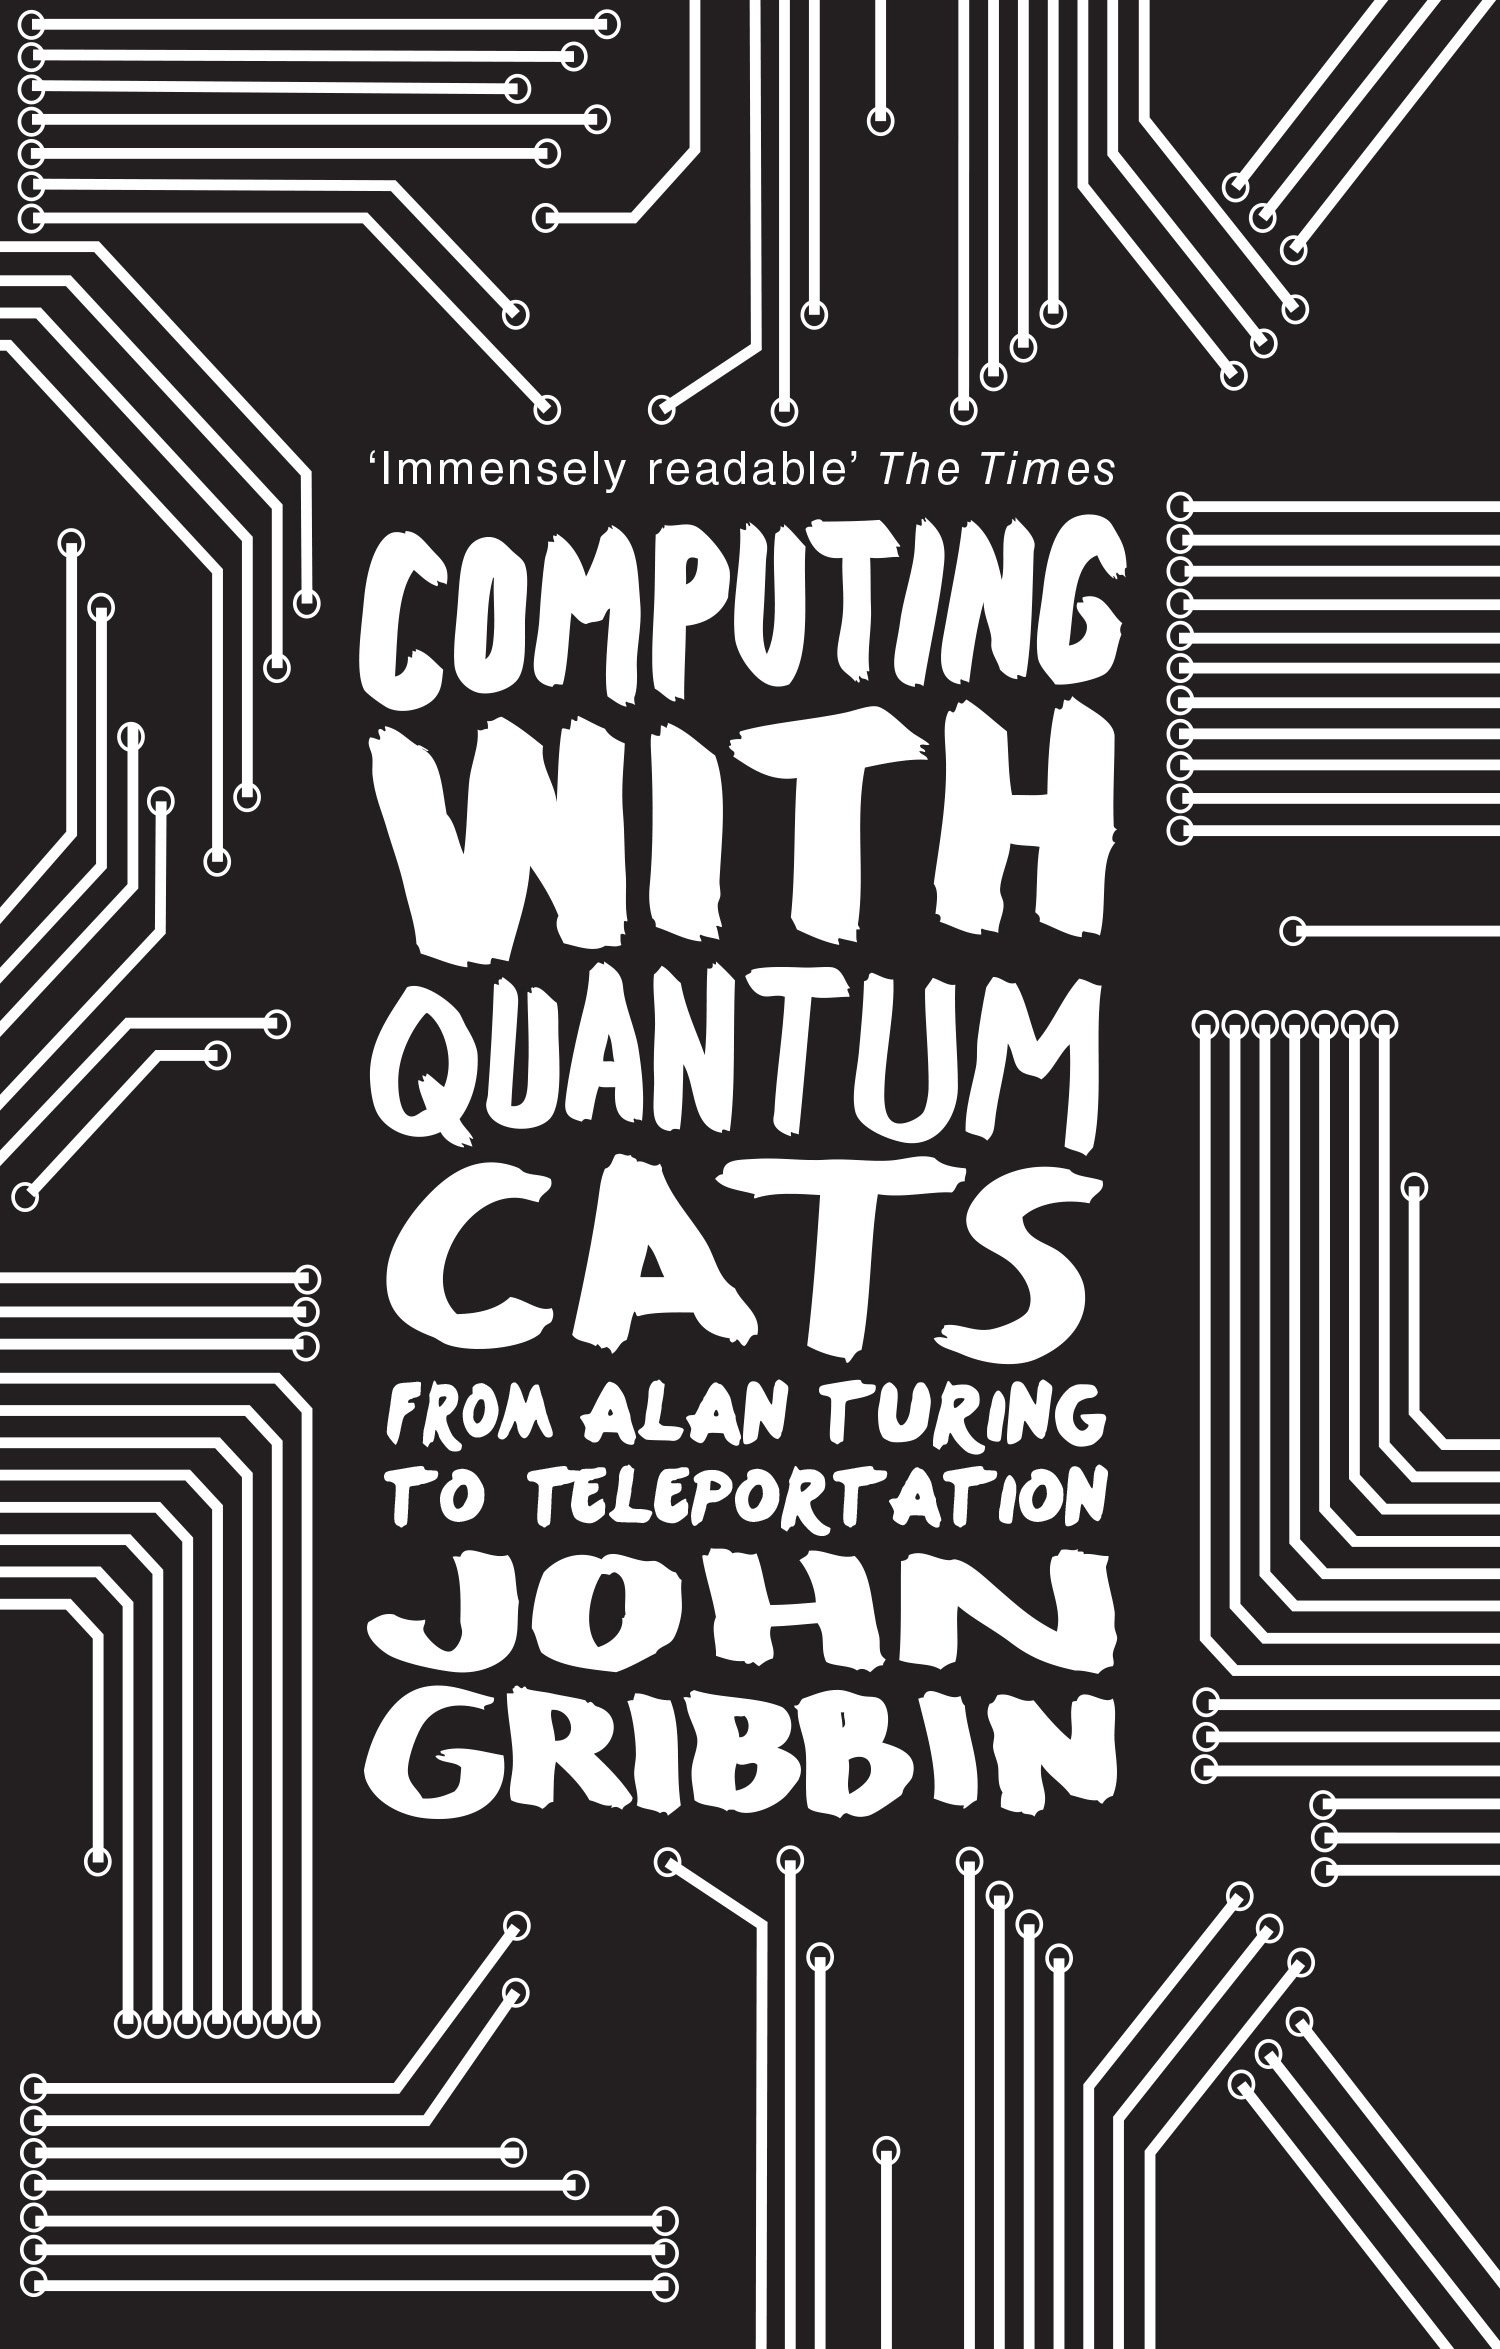 ‘Immensely readable’ The Times
COMPUTING
WITH
QUANTUM
CATS
FROM ALAN TURING
TO TELEPORTATION
JOHN
GRIBBIN